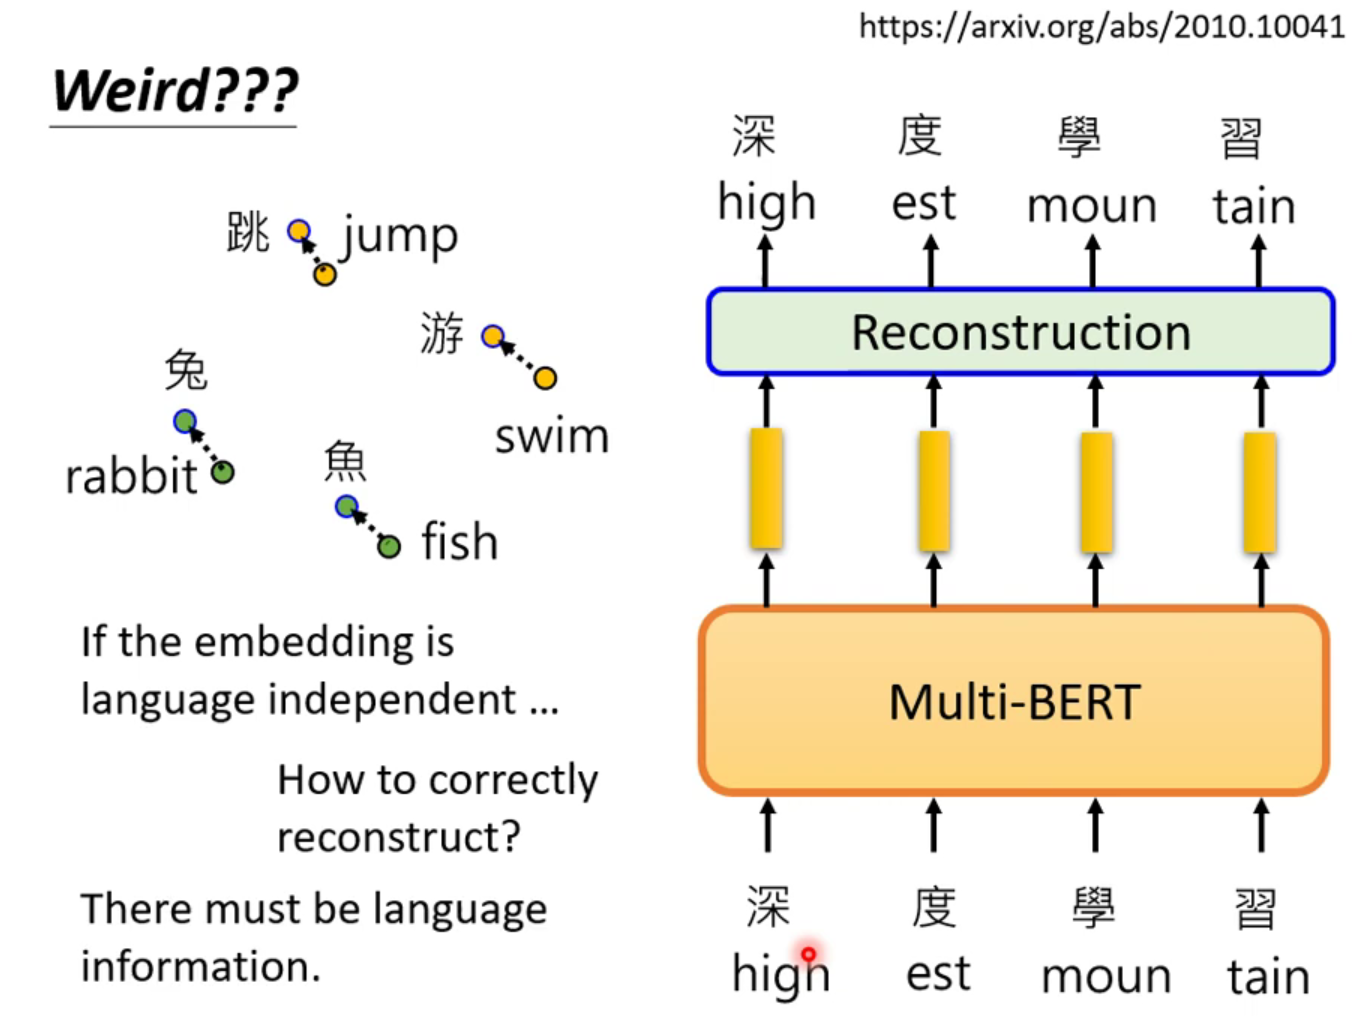 https://arxiv.org/abs/2010.10041
Weird???
跳 jump
游
swim
兔
rabbit
魚
fish
If the embedding is
language independent ...
How to correctly
reconstruct?
There must be language
information.
深 度 學 習
high est moun tain
Reconstruction
Multi-BERT
深 度 學 習
high est moun tain